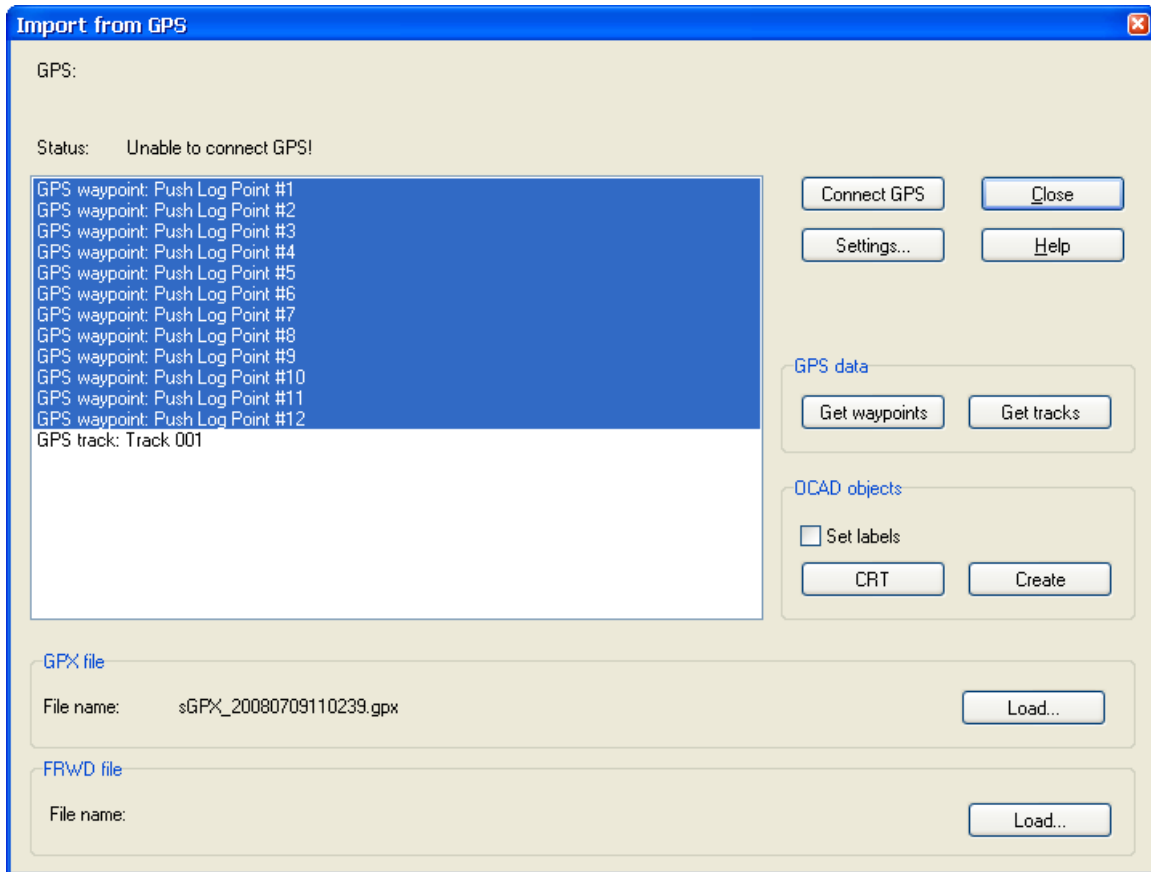 Import from GPS
GPS:
Status: Unable to connect GPS!
GPS waypoint: Push Log Point #1
GPS waypoint: Push Log Point #2
GPS waypoint: Push Log Point #3
GPS waypoint: Push Log Point #4
GPS waypoint: Push Log Point #5
GPS waypoint: Push Log Point #6
GPS waypoint: Push Log Point #7
GPS waypoint: Push Log Point #8
GPS waypoint: Push Log Point #9
GPS waypoint: Push Log Point #10
GPS waypoint: Push Log Point #11
GPS waypoint: Push Log Point #12
GPS track: Track 001
Connect GPS Close
Settings... Help
GPS data
Get waypoints Get tracks
OCAD objects
Set labels
CRT Create
GPX file
File name: sGPX_20080709110239.gpx Load...
FRWD file
File name: Load...